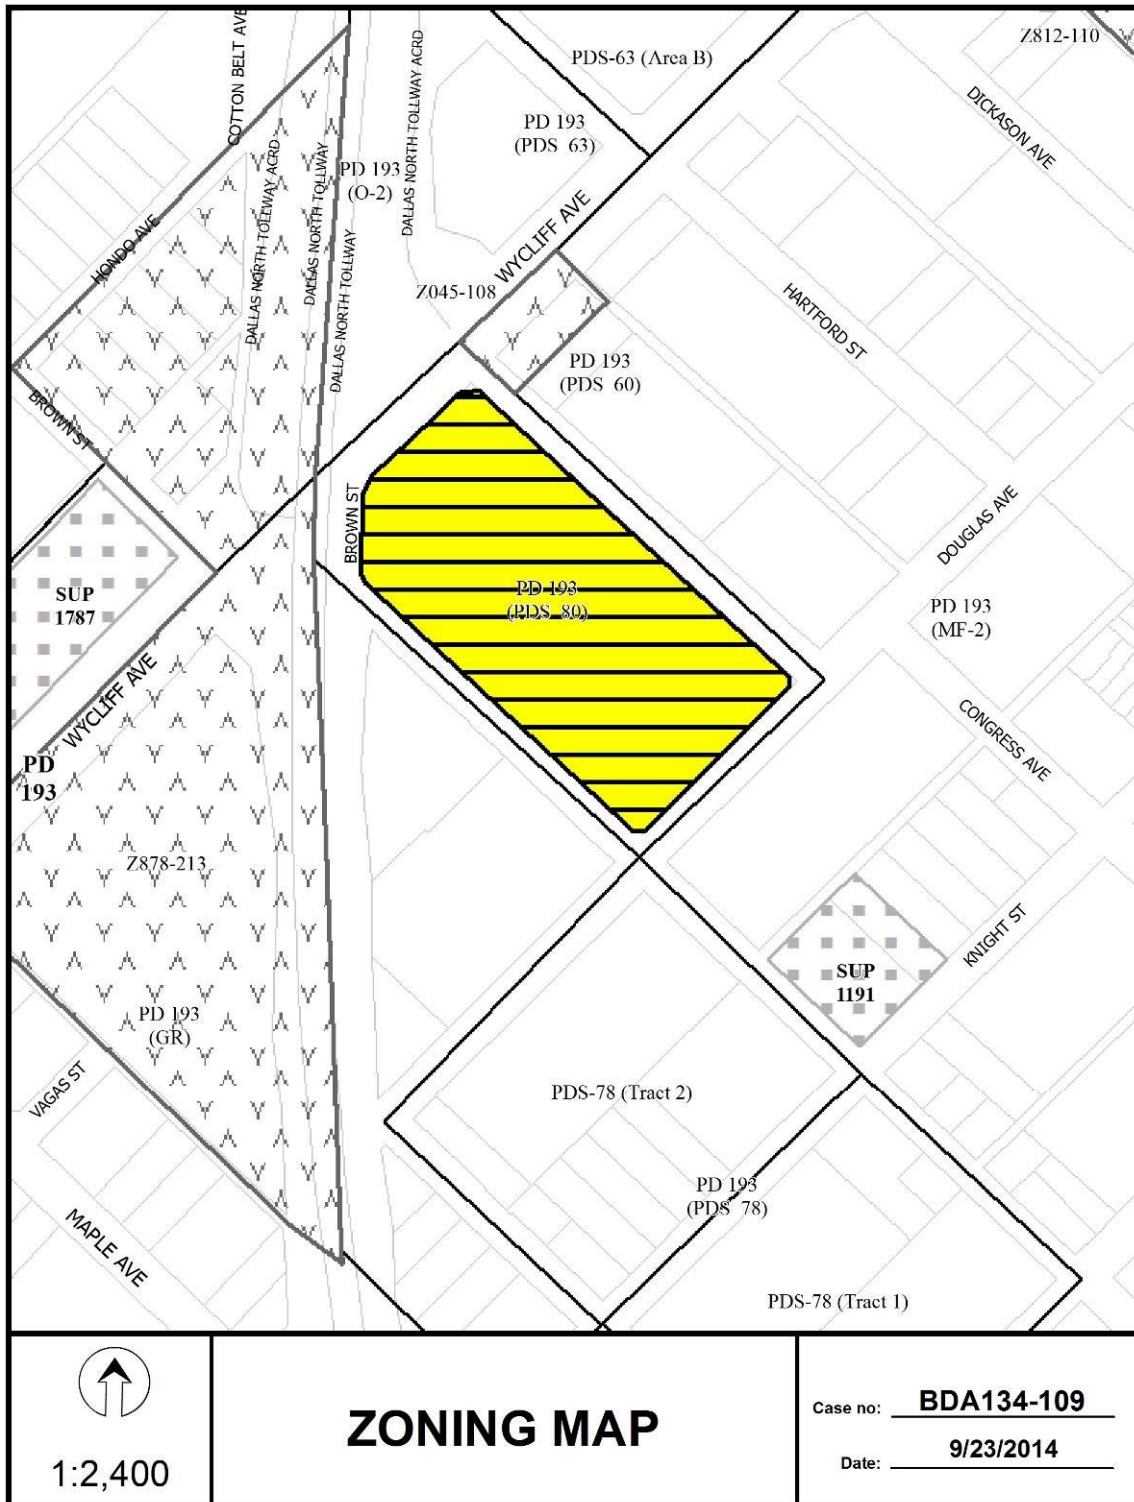 COTTON BELT AVE
Z812-110
PDS-63 (Area B)
DICKASON AVE
PD 193
(PDS 63)
DALLAS NORTH TOLLWAY ACRD
PD 193
(O-2)
DALLAS NORTH TOLLWAY ACRD
DALLAS NORTH TOLLWAY
DALLAS NORTH TOLLWAY
HONDO AVE
WYCLIFF AVE
Z045-108
HARTFORD ST
PD 193
(PDS 60)
BROWN ST
BROWN ST
DOUGLAS AVE
SUP
1787
PD 193
(PDS 80)
PD 193
(MF-2)
WYCLIFF AVE
CONGRESS AVE
PD
193
Z878-213
KNIGHT ST
SUP
1191
PD 193
(GR)
VAGAS ST
PDS-78 (Tract 2)
PD 193
(PDS 78)
MAPLE AVE
PDS-78 (Tract 1)
1:2,400
ZONING MAP
Case no: BDA134-109
Date: 9/23/2014